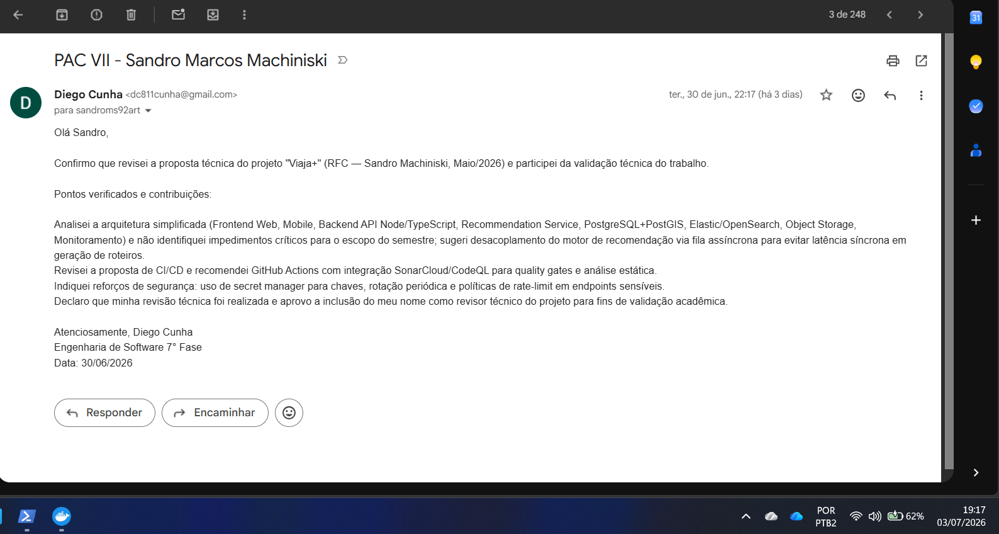 3 de 248
31
PAC VII - Sandro Marcos Machiniski
D
Diego Cunha <dc811cunha@gmail.com>
ter., 30 de jun., 22:17 (há 3 dias)
para sandroms92art
Olá Sandro,
Confirmo que revisei a proposta técnica do projeto "Viaja+" (RFC — Sandro Machiniski, Maio/2026) e participei da validação técnica do trabalho.
Pontos verificados e contribuições:
Analisei a arquitetura simplificada (Frontend Web, Mobile, Backend API Node/TypeScript, Recommendation Service, PostgreSQL+PostGIS, Elastic/OpenSearch, Object Storage,
Monitoramento) e não identifiquei impedimentos críticos para o escopo do semestre; sugeri desacoplamento do motor de recomendação via fila assíncrona para evitar latência síncrona em
geração de roteiros.
Revisei a proposta de CI/CD e recomendei GitHub Actions com integração SonarCloud/CodeQL para quality gates e análise estática.
Indiquei reforços de segurança: uso de secret manager para chaves, rotação periódica e políticas de rate-limit em endpoints sensíveis.
Declaro que minha revisão técnica foi realizada e aprovo a inclusão do meu nome como revisor técnico do projeto para fins de validação acadêmica.
Atenciosamente, Diego Cunha
Engenharia de Software 7° Fase
Data: 30/06/2026
Responder
Encaminhar
POR
PTB2
62%
19:17
03/07/2026